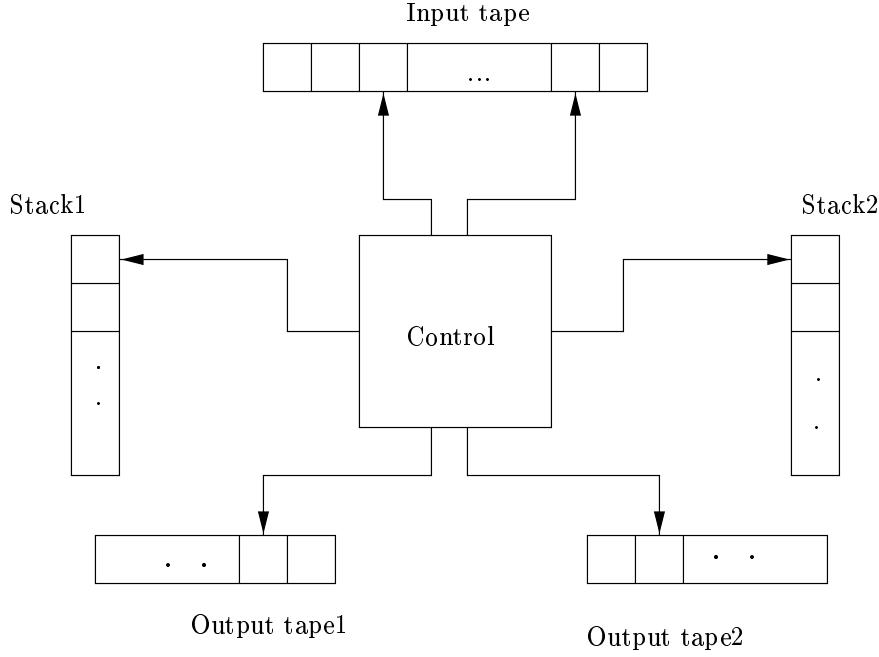 Input tape
...
Stack1
Stack2
Control
Output tape1
Output tape2